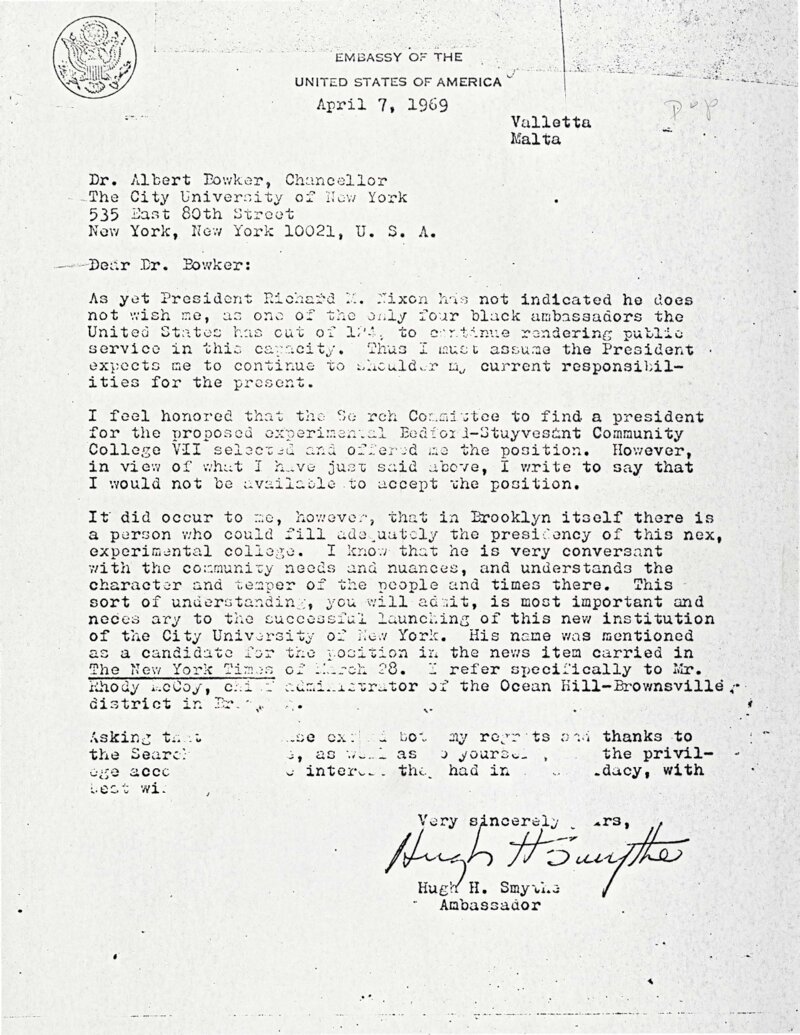 EMBASSY OF THE
UNITED STATES OF AMERICA
April 7, 1969
Valletta
Malta
Dr. Albert Bowker, Chancellor
The City University of New York
535 East 80th Street
New York, New York 10021, U. S. A.
Dear Dr. Bowker:
As yet President Richard M. Nixon has not indicated he does
not wish me, as one of the only four black ambassadors the
United States has out of to continue rendering public
service in this capacity. Thus I must assume the President
expects me to continue to shoulder my current responsibil-
ities for the present.
I feel honored that the Se rch Committee to find a president
for the proposed experimental Bedford-Stuyvesant Community
College VII selected and offered me the position. However,
in view of what I have just said above, I write to say that
I would not be available to accept the position.
It did occur to me, however, that in Brooklyn itself there is
a person who could fill adequately the presidency of this new,
experimental college. I know that he is very conversant
with the community needs and nuances, and understands the
character and temper of the people and times there. This
sort of understanding, you will admit, is most important and
neces ary to the successful launching of this new institution
of the City University of New York. His name was mentioned
as a candidate for the position in the news item carried in
The New York Times of March 28. I refer specifically to Mr.
Rhody McCoy, chief administrator of the Ocean Hill-Brownsville
district in
Asking my regrets and thanks to
the Search , as well as yourself, the privil-
ege interest they had in with
best
Very sincerely
Hugh H Smythe
Hugh H. Smythe
Ambassador